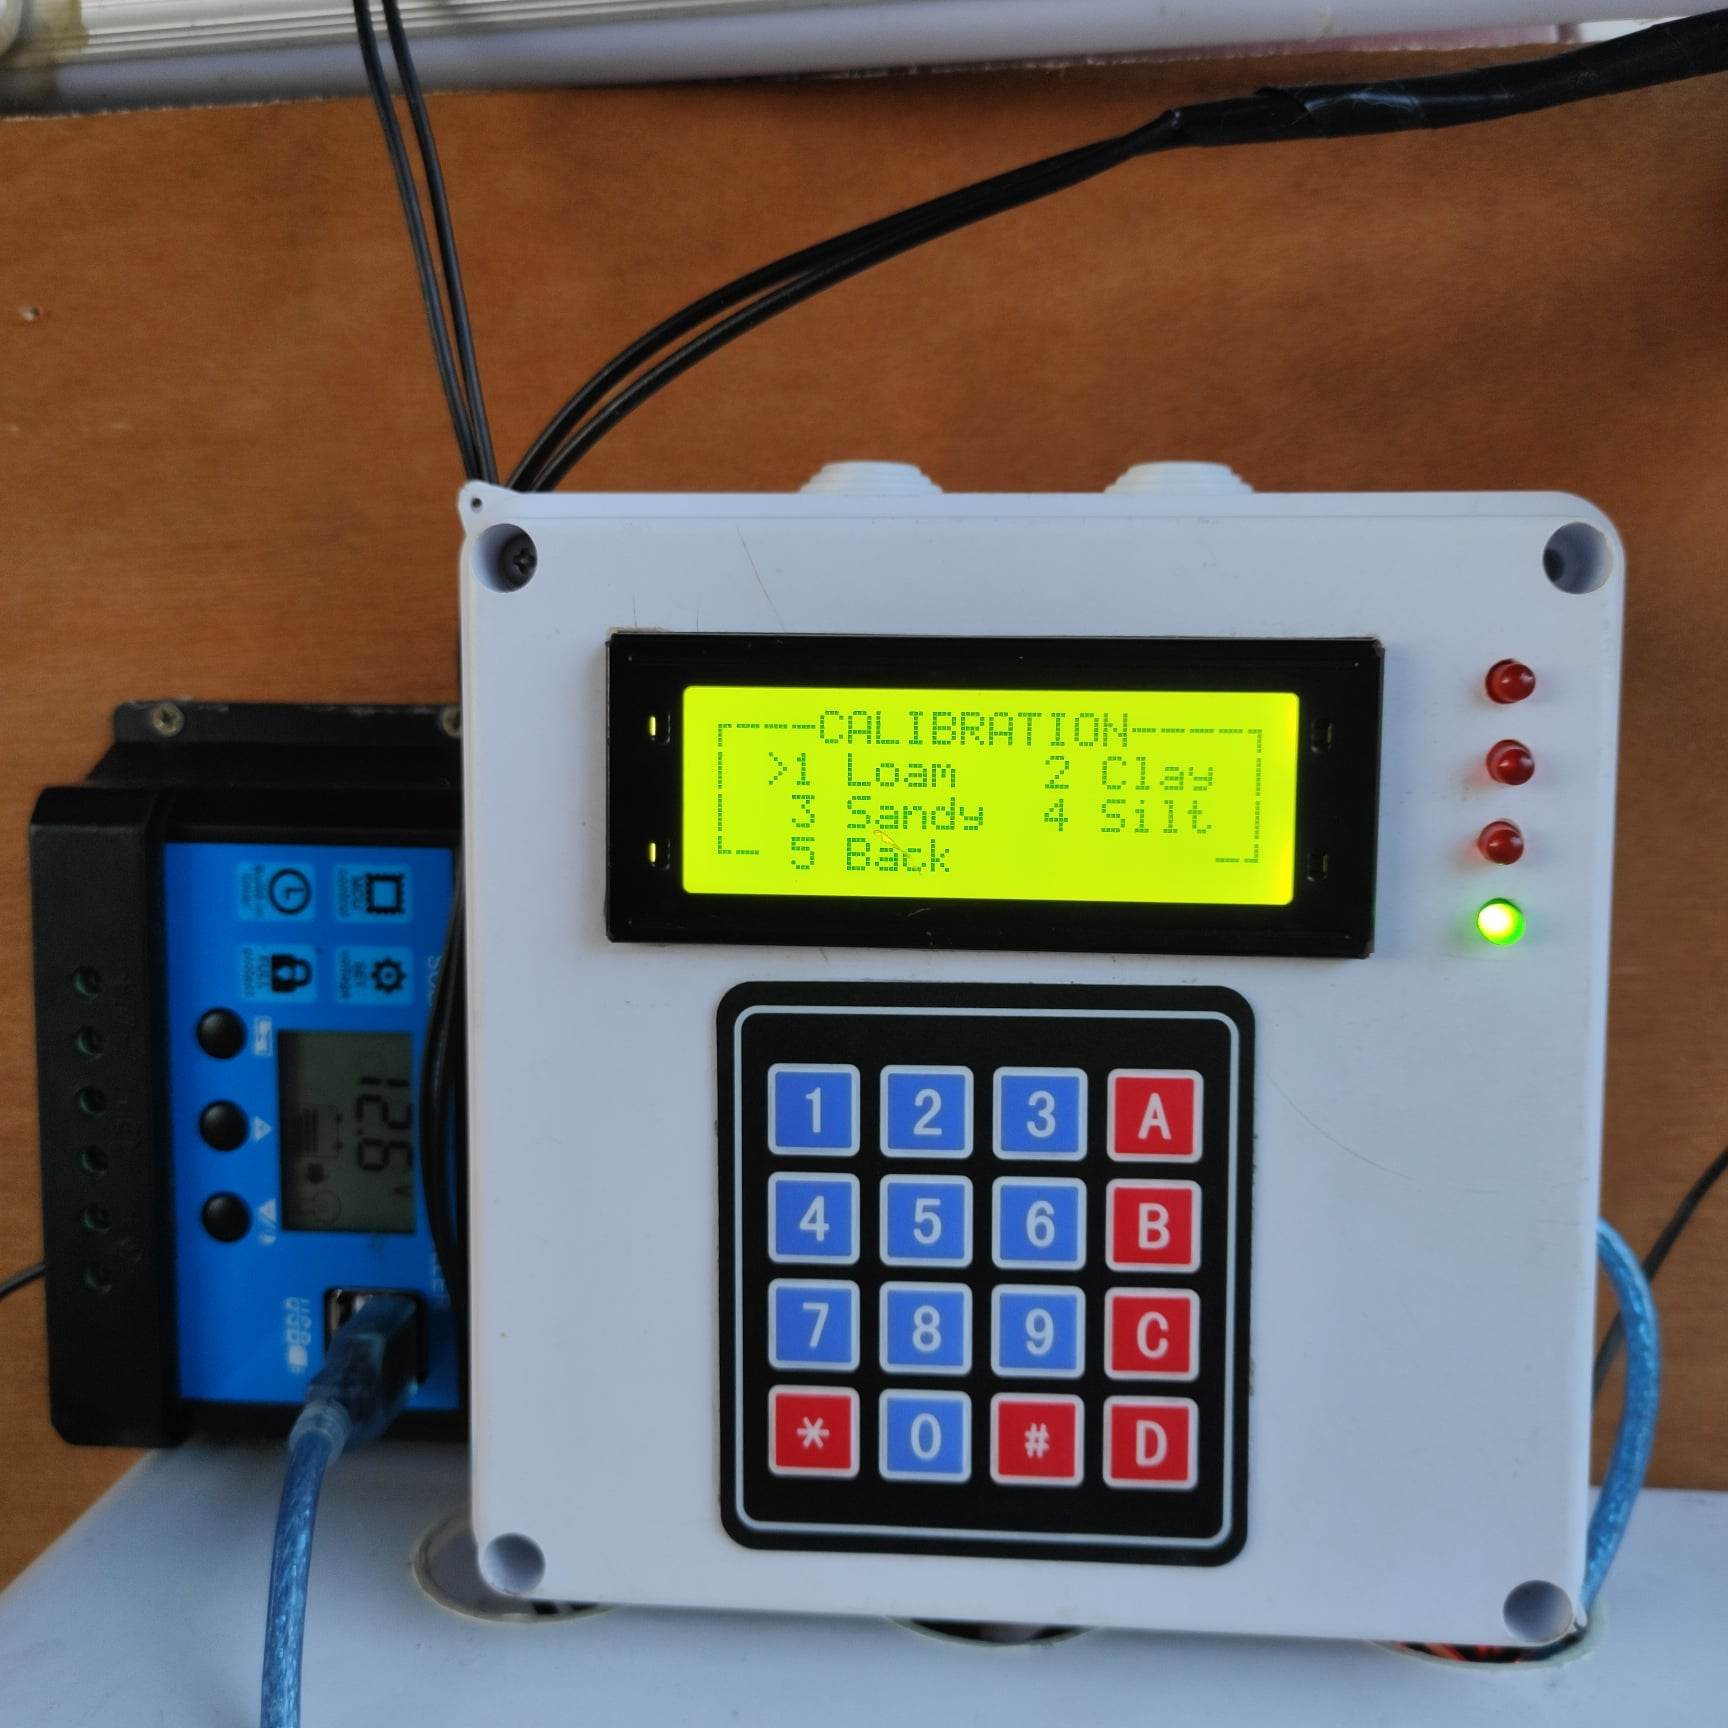 CALIBRATION
>1 Loam 2 Clay
3 Sandy 4 Silt
5 Back
1 2 3 A
4 5 6 B
7 8 9 C
* 0 # D
12.6 V